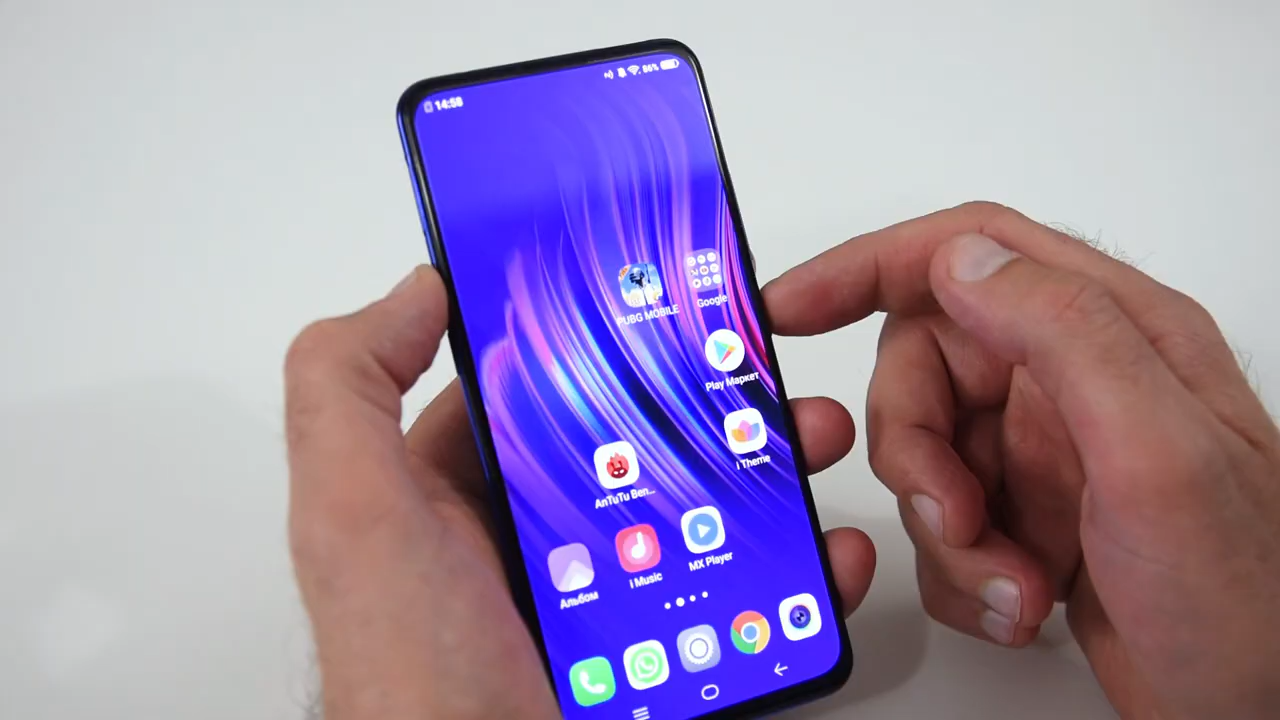 14:58
86%
PUBG MOBILE
Google
Play Маркет
i Theme
AnTuTu Ben...
Альбом
i Music
MX Player